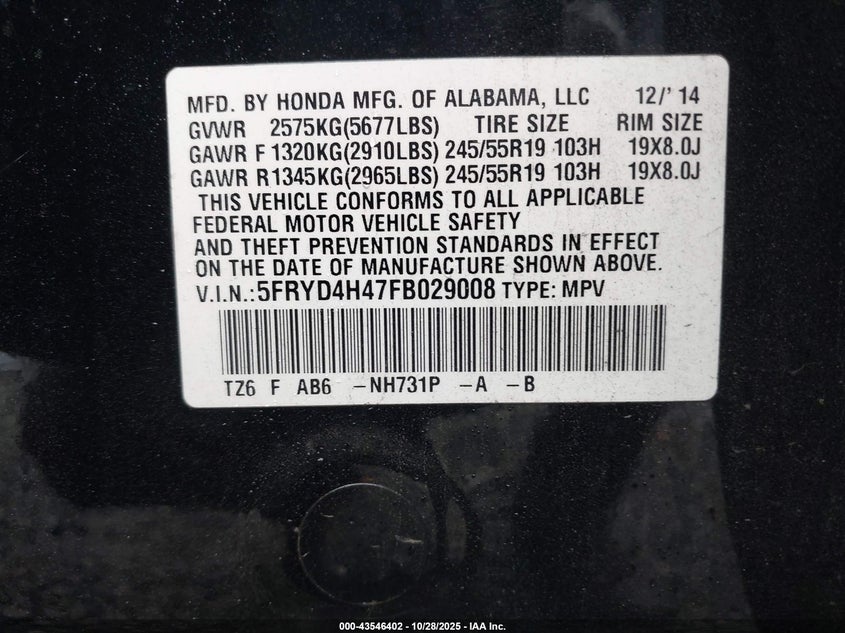 MFD. BY HONDA MFG. OF ALABAMA, LLC 12/' 14
GVWR 2575KG(5677LBS) TIRE SIZE RIM SIZE
GAWR F 1320KG(2910LBS) 245/55R19 103H 19X8.0J
GAWR R1345KG(2965LBS) 245/55R19 103H 19X8.0J
THIS VEHICLE CONFORMS TO ALL APPLICABLE
FEDERAL MOTOR VEHICLE SAFETY
AND THEFT PREVENTION STANDARDS IN EFFECT
ON THE DATE OF MANUFACTURE SHOWN ABOVE.
V.I.N.:5FRYD4H47FB029008 TYPE: MPV
TZ6 F AB6 -NH731P -A -B
000-43546402 - 10/28/2025 - IAA Inc.